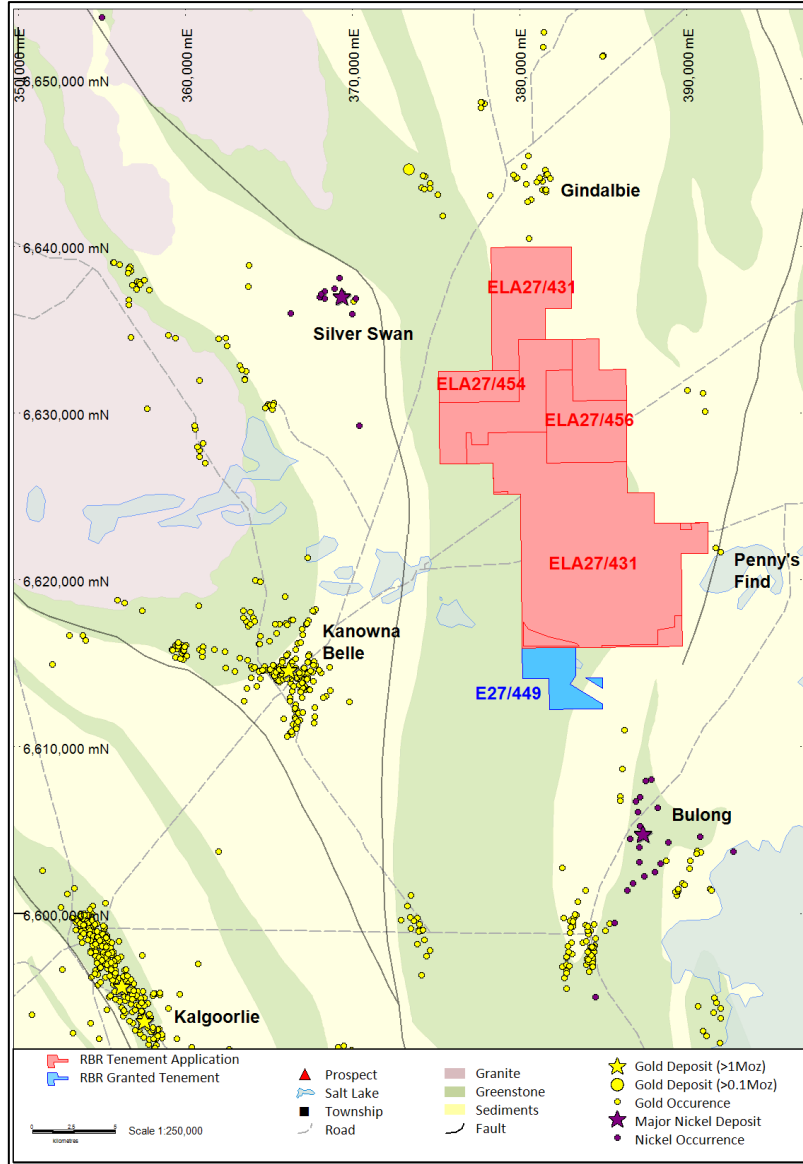 350,000 mE
360,000 mE
370,000 mE
380,000 mE
390,000 mE
6,650,000 mN
Gindalbie
6,640,000 mN
ELA27/431
Silver Swan
ELA27/454
6,630,000 mN
ELA27/456
ELA27/431
Penny's
Find
6,620,000 mN
Kanowna
Belle
E27/449
6,610,000 mN
Bulong
6,600,000 mN
Kalgoorlie
RBR Tenement Application
RBR Granted Tenement
Prospect
Salt Lake
Township
Road
Granite
Greenstone
Sediments
Fault
Gold Deposit (>1Moz)
Gold Deposit (>0.1Moz)
Gold Occurence
Major Nickel Deposit
Nickel Occurrence
kilometres
Scale 1:250,000